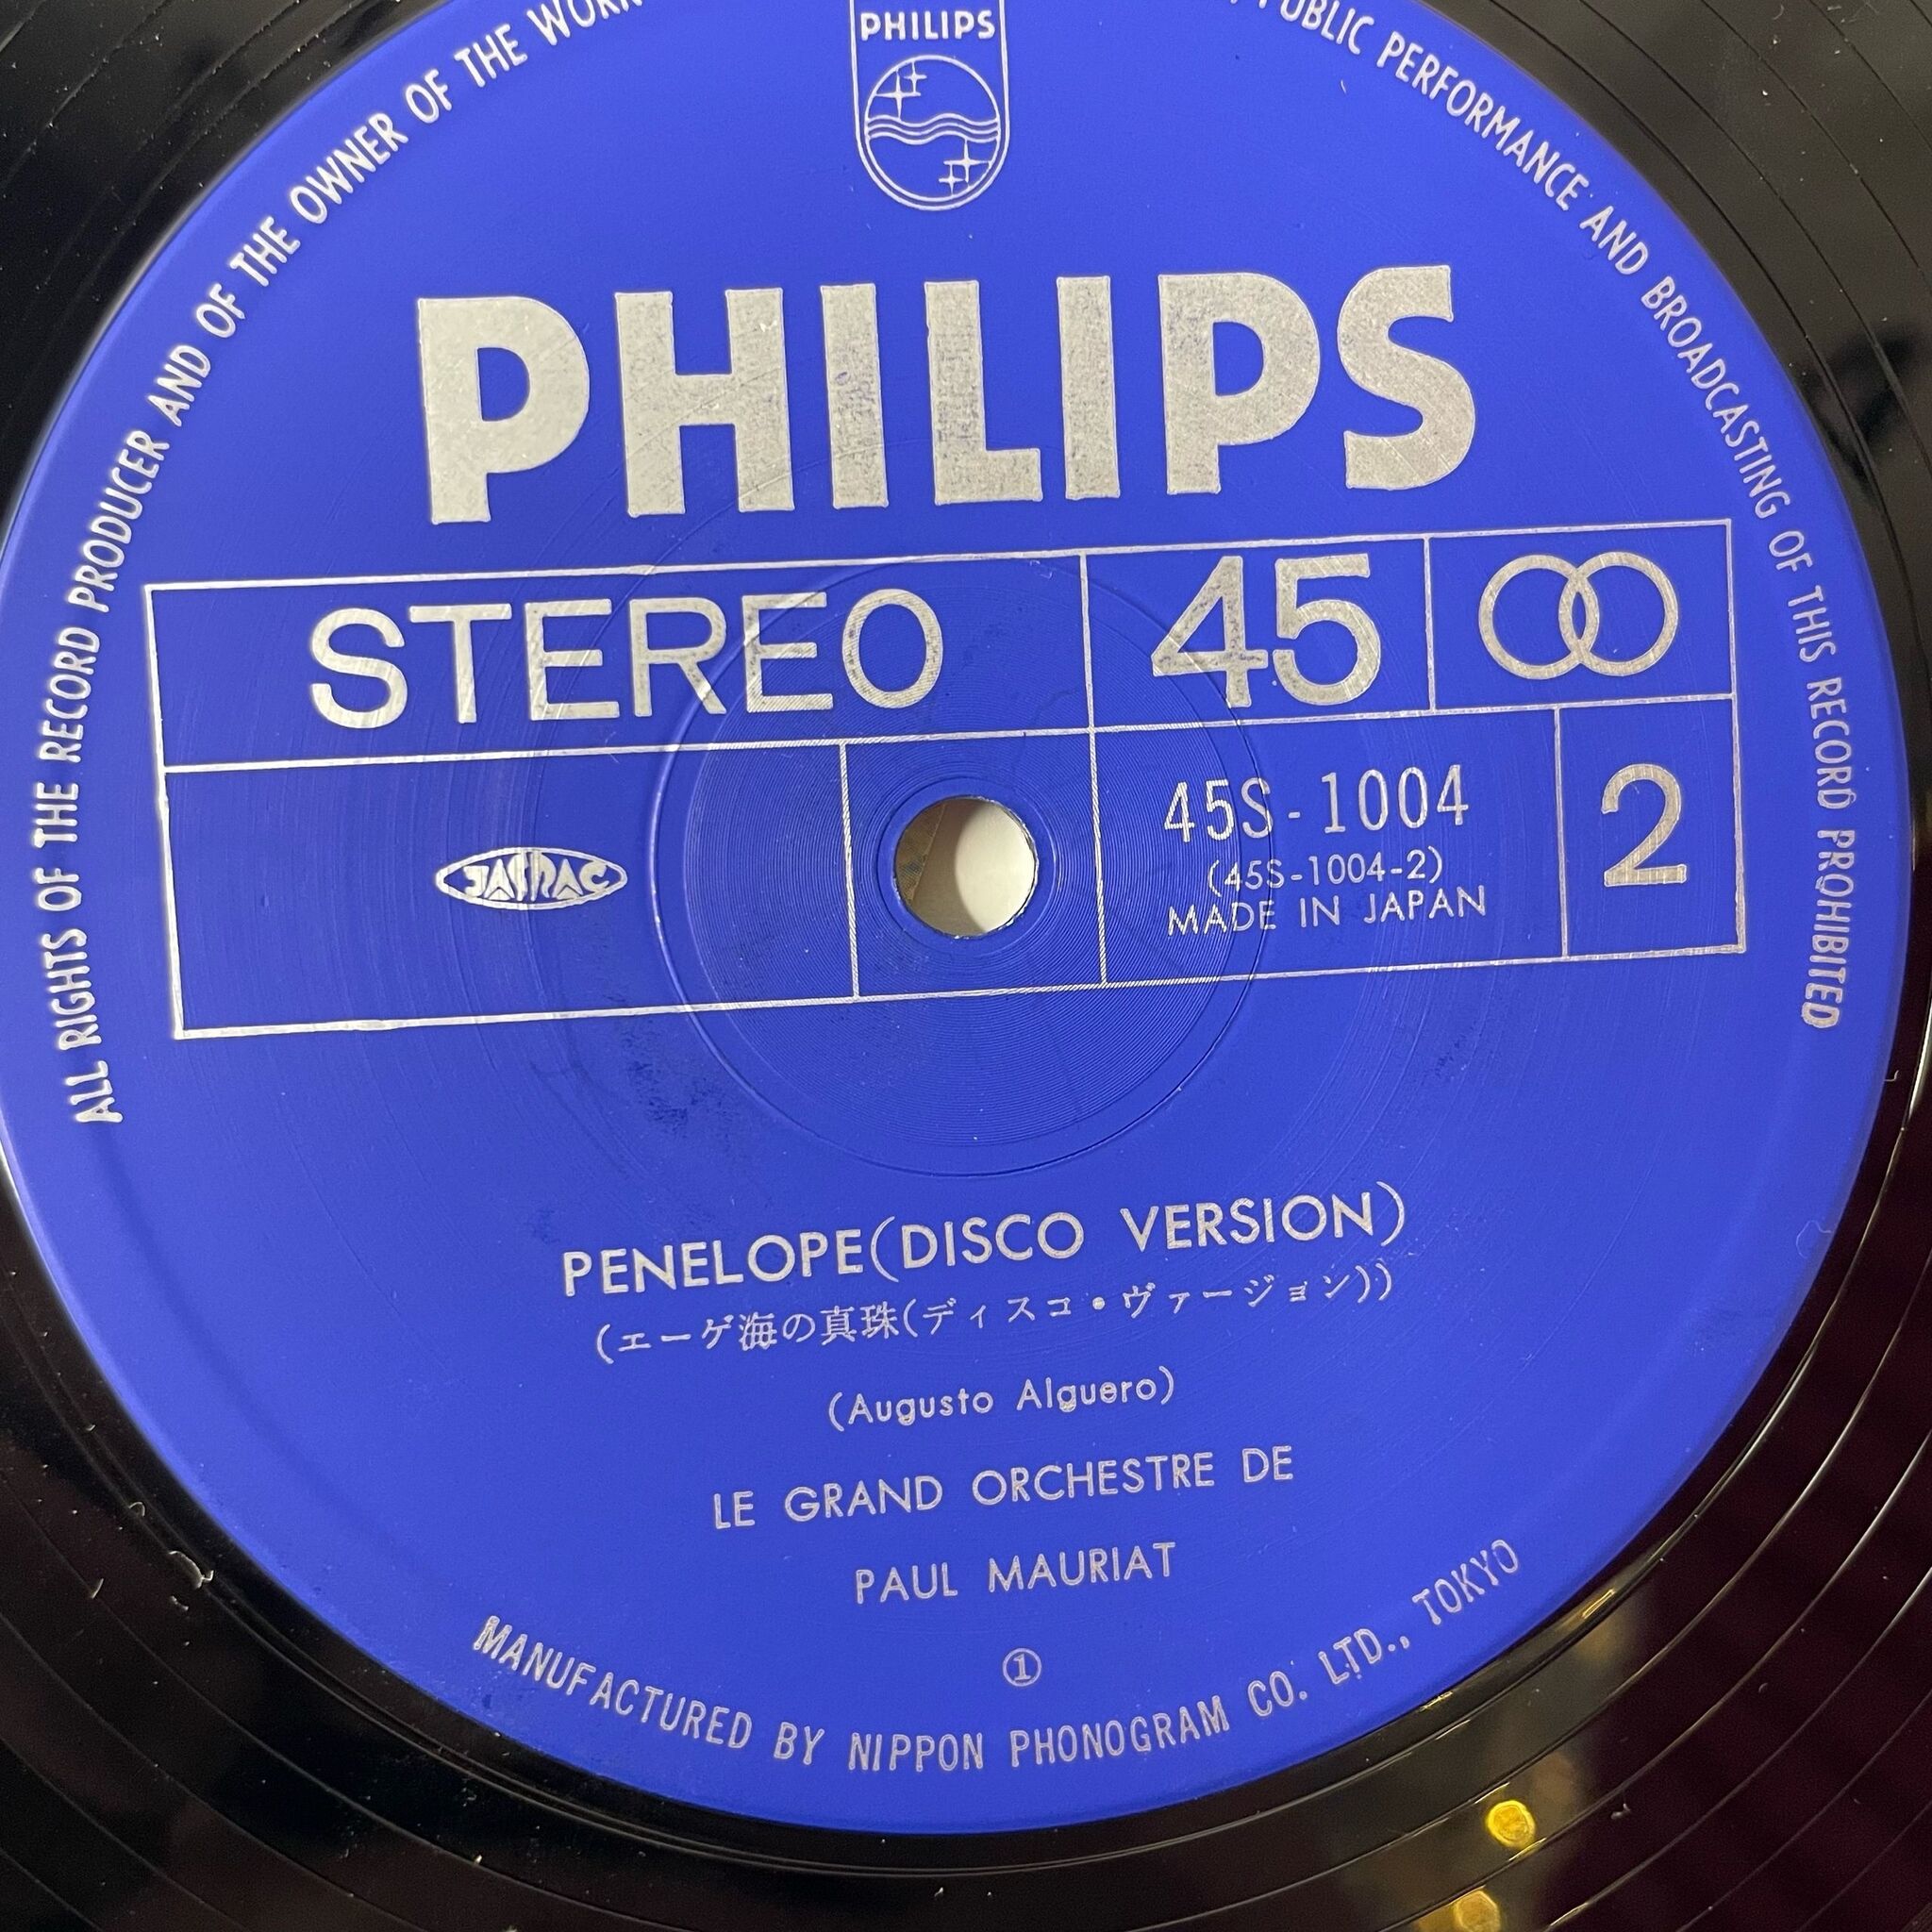 ALL RIGHTS OF THE RECORD PRODUCER AND OF THE OWNER OF THE WORK
PUBLIC PERFORMANCE AND BROADCASTING OF THIS RECORD PROHIBITED
PHILIPS
PHILIPS
STEREO 45
JASRAC
45S-1004
(45S-1004-2)
MADE IN JAPAN
2
PENELOPE(DISCO VERSION)
(エーゲ海の真珠(ディスコ・ヴァージョン))
(Augusto Alguero)
LE GRAND ORCHESTRE DE
PAUL MAURIAT
①
MANUFACTURED BY NIPPON PHONOGRAM CO. LTD., TOKYO